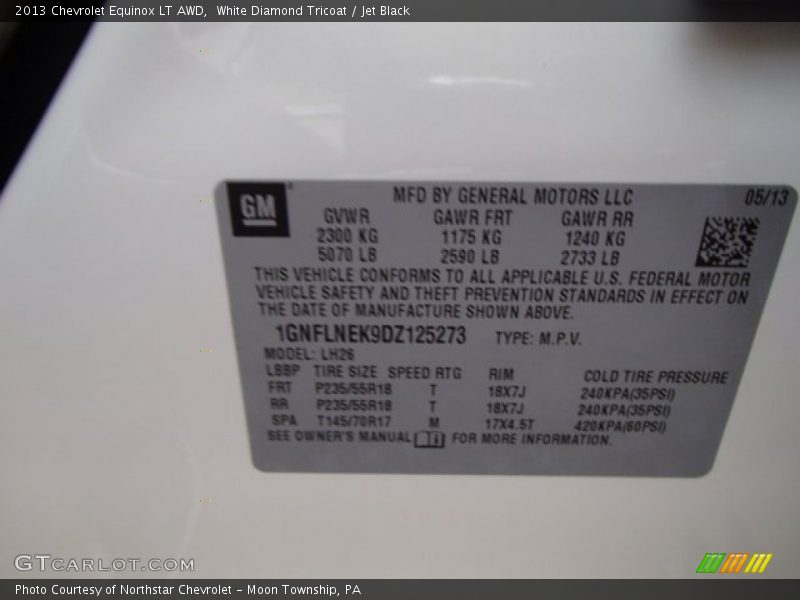 2013 Chevrolet Equinox LT AWD,  White Diamond Tricoat / Jet Black
GM
MFD BY GENERAL MOTORS LLC 05/13
GVWR GAWR FRT GAWR RR
2300 KG 1175 KG 1240 KG
5070 LB 2590 LB 2733 LB
THIS VEHICLE CONFORMS TO ALL APPLICABLE U.S. FEDERAL MOTOR
VEHICLE SAFETY AND THEFT PREVENTION STANDARDS IN EFFECT ON
THE DATE OF MANUFACTURE SHOWN ABOVE.
1GNFLNEK9DZ125273 TYPE: M.P.V.
MODEL: LH26
LBBP TIRE SIZE SPEED RTG RIM COLD TIRE PRESSURE
FRT P235/55R18 T 18X7J 240KPA(35PSI)
RR P235/55R18 T 18X7J 240KPA(35PSI)
SPA T145/70R17 M 17X4.5T 420KPA(60PSI)
SEE OWNER'S MANUAL FOR MORE INFORMATION.
GTCARLOT.COM
Photo Courtesy of Northstar Chevrolet - Moon Township, PA